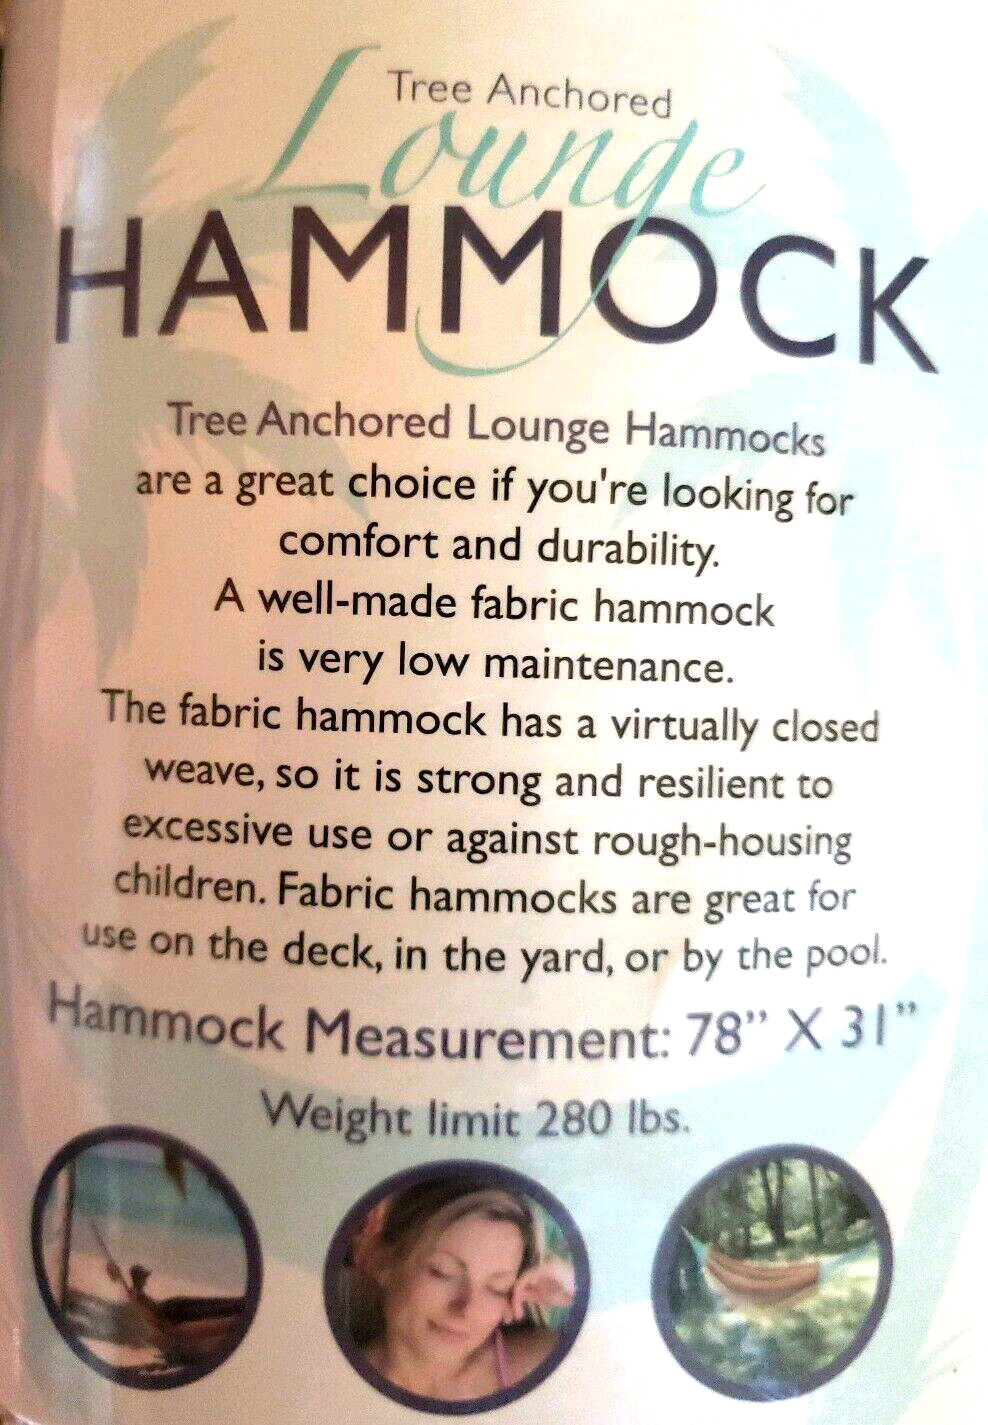 Tree Anchored
Lounge
HAMMOCK
Tree Anchored Lounge Hammocks
are a great choice if you're looking for
comfort and durability.
A well-made fabric hammock
is very low maintenance.
The fabric hammock has a virtually closed
weave, so it is strong and resilient to
excessive use or against rough-housing
children. Fabric hammocks are great for
use on the deck, in the yard, or by the pool.
Hammock Measurement: 78” X 31”
Weight limit 280 lbs.